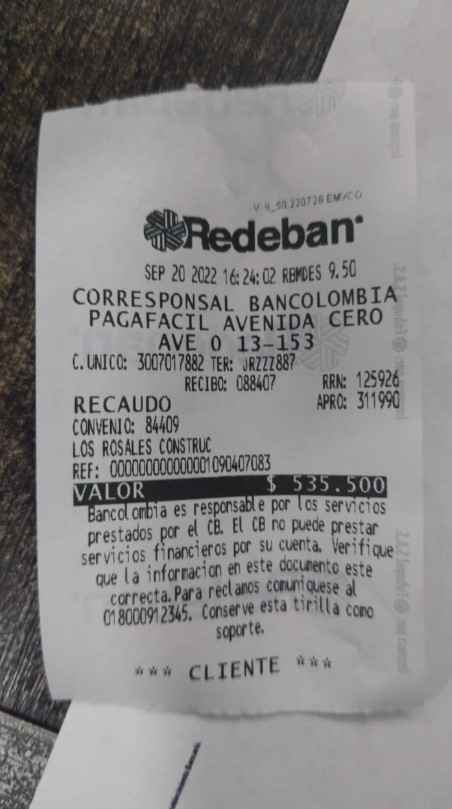 Redeban
SEP 20 2022 16:24:02 RBMDES 9.50
CORRESPONSAL BANCOLOMBIA
PAGAFACIL AVENIDA CERO
AVE 0 13-153
C.UNICO: 3007017882 TER: JRZZZ887
RECIBO: 088407 RRN: 125926
RECAUDO APRO: 311990
CONVENIO: 84409
LOS ROSALES CONSTRUC
REF: 00000000000001090407083
VALOR $ 535.500
Bancolombia es responsable por los servicios
prestados por el CB. El CB no puede prestar
servicios financieros por su cuenta. Verifique
que la informacion en este documento este
correcta. Para reclamos comuniquese al
018000912345. Conserve esta tirilla como
soporte.
*** CLIENTE ***